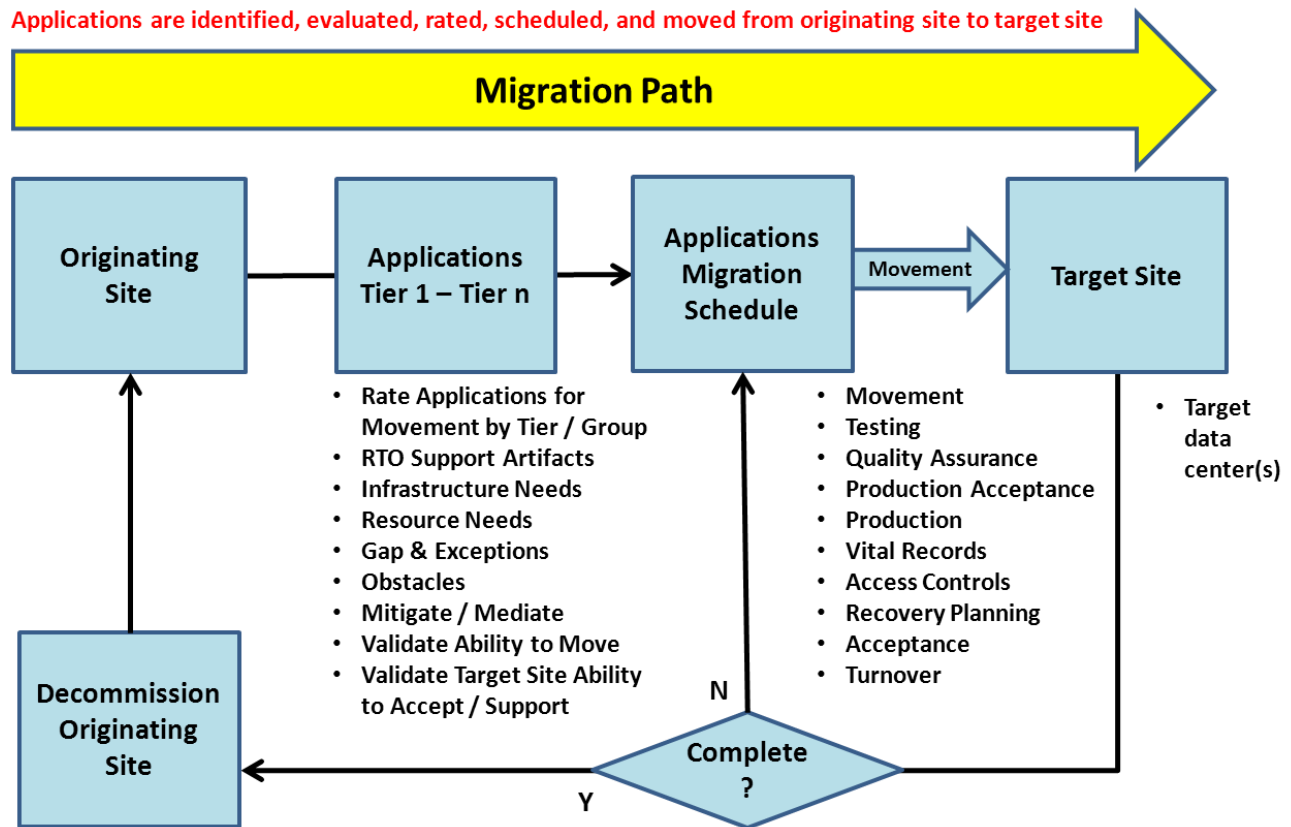 Applications are identified, evaluated, rated, scheduled, and moved from originating site to target site
Migration Path
Originating
Site
Applications
Tier 1 – Tier n
Applications
Migration
Schedule
Movement
Target Site
• Rate Applications for
Movement by Tier / Group
• RTO Support Artifacts
• Infrastructure Needs
• Resource Needs
• Gap & Exceptions
• Obstacles
• Mitigate / Mediate
• Validate Ability to Move
• Validate Target Site Ability
to Accept / Support
• Movement
• Testing
• Quality Assurance
• Production Acceptance
• Production
• Vital Records
• Access Controls
• Recovery Planning
• Acceptance
• Turnover
• Target
data
center(s)
Decommission
Originating
Site
N
Complete
?
Y